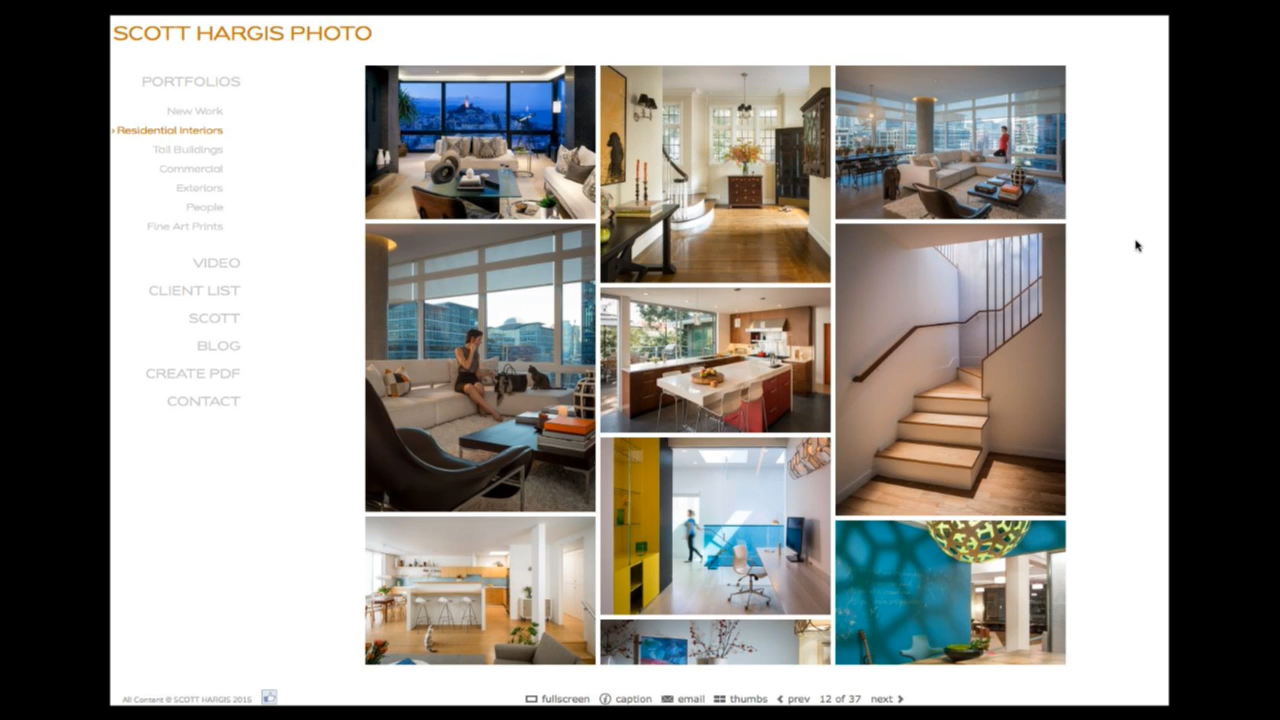 SCOTT HARGIS PHOTO
PORTFOLIOS
New Work
› Residential Interiors
Tall Buildings
Commercial
Exteriors
People
Fine Art Prints
VIDEO
CLIENT LIST
SCOTT
BLOG
CREATE PDF
CONTACT
All Content © SCOTT HARGIS 2015
fullscreen caption email thumbs prev 12 of 37 next